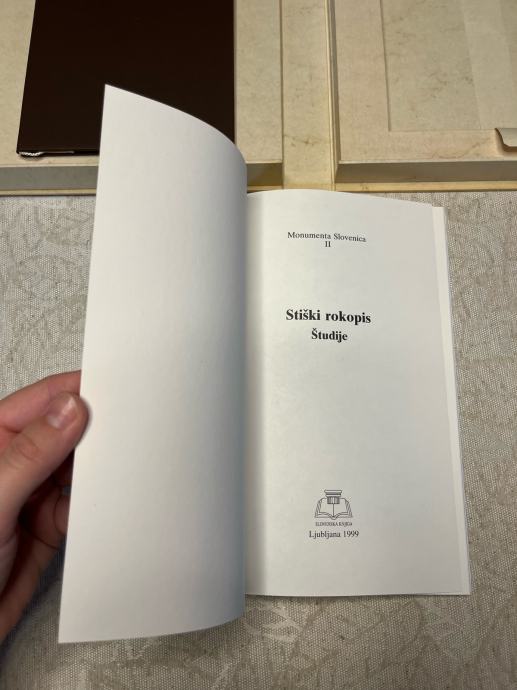 Monumenta Slovenica
II
Stiški rokopis
Študije
SLOVENSKA KNJIGA
Ljubljana 1999